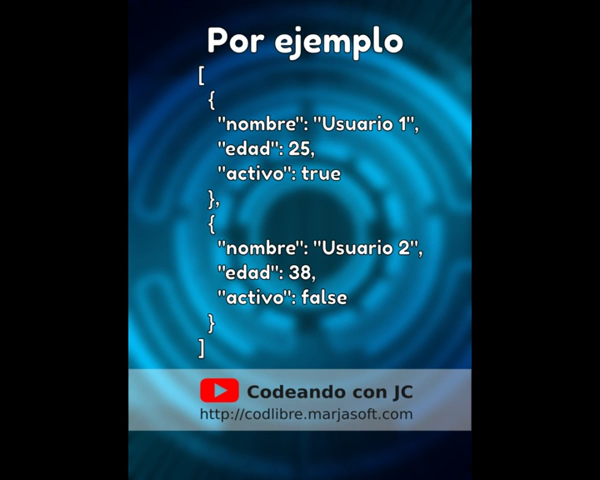 Por ejemplo
[
{
"nombre": "Usuario 1",
"edad": 25,
"activo": true
},
{
"nombre": "Usuario 2",
"edad": 38,
"activo": false
}
]
Codeando con JC
http://codlibre.marjasoft.com